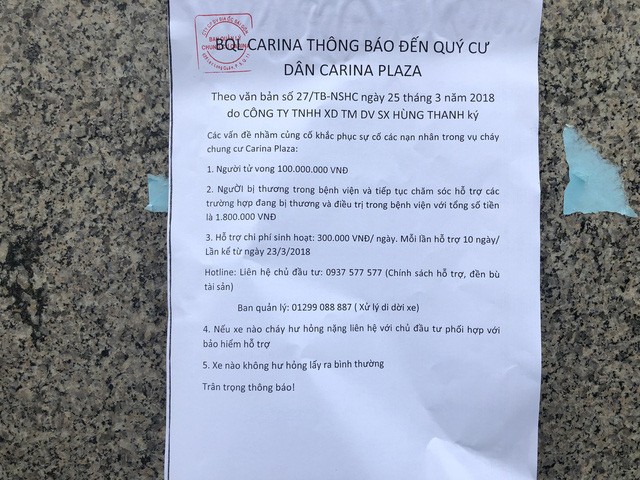 BAN QUẢN LÝ
BQL CARINA THÔNG BÁO ĐẾN QUÝ CƯ
DÂN CARINA PLAZA
Theo văn bản số 27/TB-NSHC ngày 25 tháng 3 năm 2018
do CÔNG TY TNHH XD TM DV SX HÙNG THANH ký
Các vấn đề nhằm củng cố khắc phục sự cố các nạn nhân trong vụ cháy
chung cư Carina Plaza:
1. Người tử vong 100.000.000 VNĐ
2. NgườI bị thương trong bệnh viện và tiếp tục chăm sóc hỗ trợ các
trường hợp đang bị thương và điều trị trong bệnh viện với tổng số tiền
là 1.800.000 VNĐ
3. Hỗ trợ chi phí sinh hoạt: 300.000 VNĐ/ ngày. Mỗi lần hỗ trợ 10 ngày/
Lần kể từ ngày 23/3/2018
Hotline: Liên hệ chủ đầu tư: 0937 577 577 (Chính sách hỗ trợ, đền bù
tài sản)
Ban quản lý: 01299 088 887 ( Xử lý di dời xe)
4. Nếu xe nào cháy hư hỏng nặng liên hệ với chủ đầu tư phối hợp với
bảo hiểm hỗ trợ
5. Xe nào không hư hỏng lấy ra bình thường
Trân trọng thông báo!